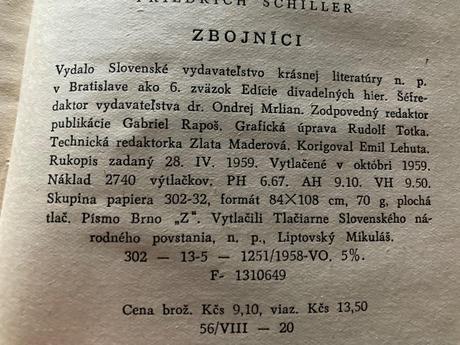 FRIEDRICH SCHILLER
ZBOJNÍCI
Vydalo Slovenské vydavateľstvo krásnej literatúry n. p.
v Bratislave ako 6. zväzok Edície divadelných hier. Šéfre-
daktor vydavateľstva dr. Ondrej Mrlian. Zodpovedný redaktor
publikácie Gabriel Rapoš. Grafická úprava Rudolf Totka.
Technická redaktorka Zlata Maderová. Korigoval Emil Lehuta.
Rukopis zadaný 28. IV. 1959. Vytlačené v októbri 1959.
Náklad 2740 výtlačkov. PH 6.67. AH 9.10. VH 9.50.
Skupina papiera 302-32, formát 84×108 cm, 70 g, plochá
tlač. Písmo Brno „Z“. Vytlačili Tlačiarne Slovenského ná-
rodného povstania, n. p., Liptovský Mikuláš.
302 — 13-5 — 1251/1958-VO. 5%.
F- 1310649
Cena brož. Kčs 9,10, viaz. Kčs 13,50
56/VIII — 20